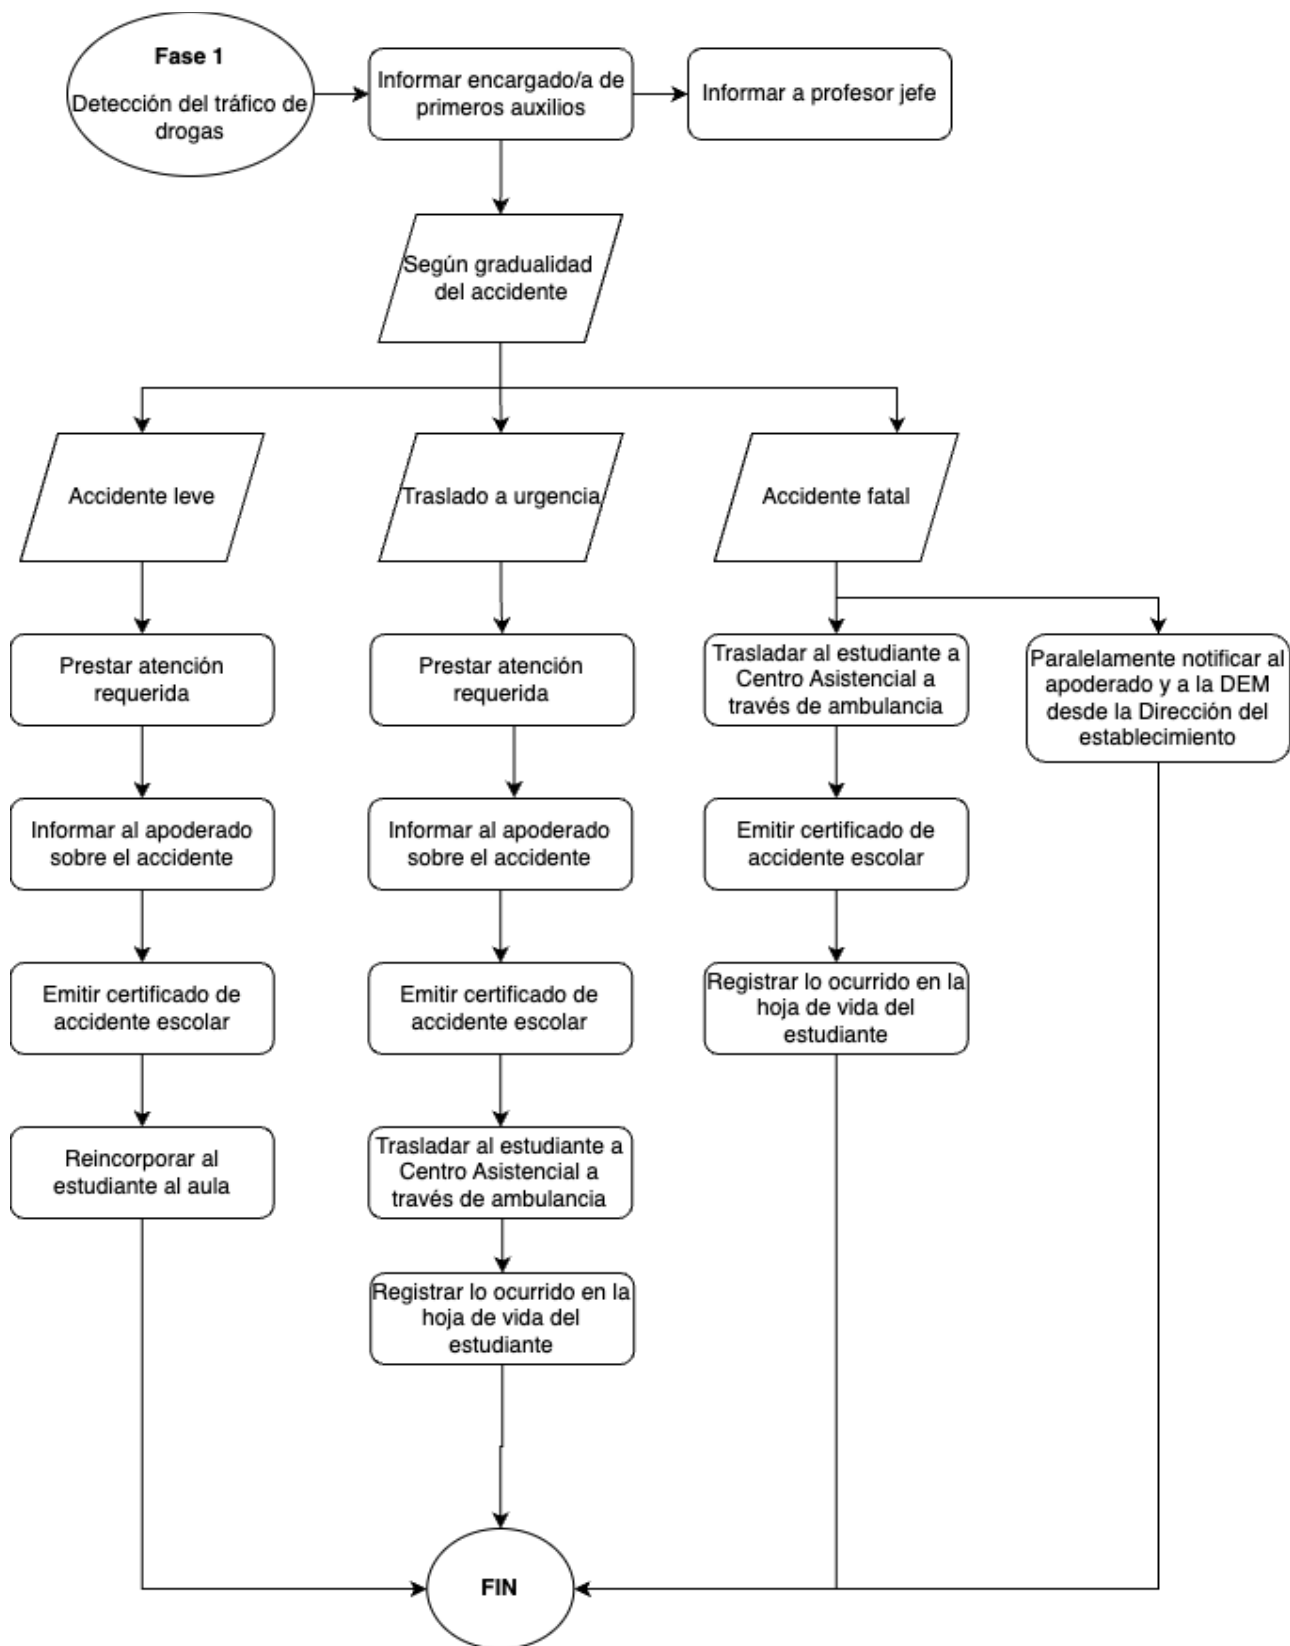 Fase 1
Detección del tráfico de
drogas
Informar encargado/a de
primeros auxilios
Informar a profesor jefe
Según gradualidad
del accidente
Accidente leve
Traslado a urgencia
Accidente fatal
Prestar atención
requerida
Prestar atención
requerida
Trasladar al estudiante a
Centro Asistencial a
través de ambulancia
Paralelamente notificar al
apoderado y a la DEM
desde la Dirección del
establecimiento
Informar al apoderado
sobre el accidente
Informar al apoderado
sobre el accidente
Emitir certificado de
accidente escolar
Emitir certificado de
accidente escolar
Emitir certificado de
accidente escolar
Registrar lo ocurrido en la
hoja de vida del
estudiante
Reincorporar al
estudiante al aula
Trasladar al estudiante a
Centro Asistencial a
través de ambulancia
Registrar lo ocurrido en la
hoja de vida del
estudiante
FIN